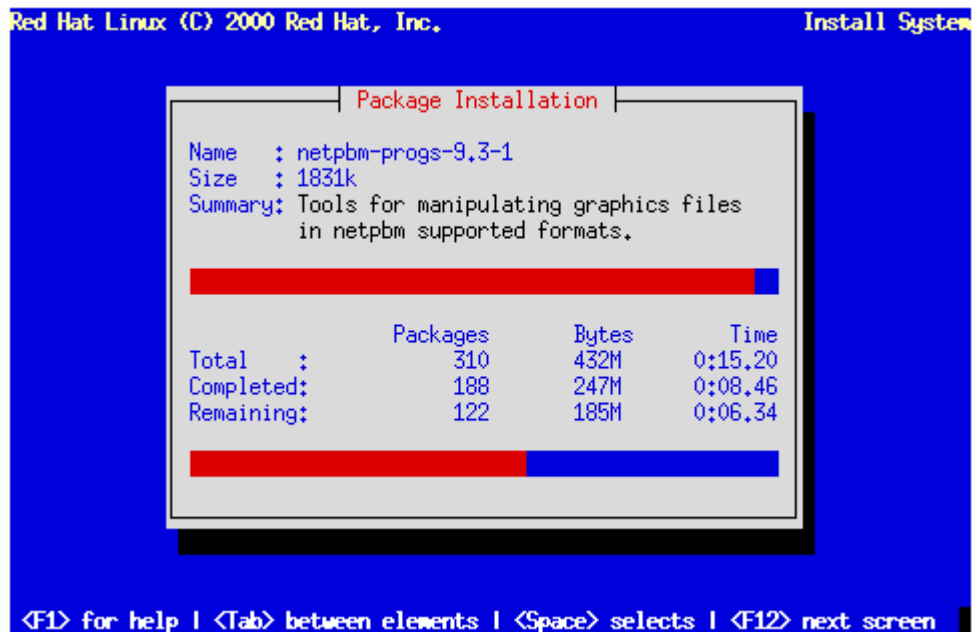 Red Hat Linux (C) 2000 Red Hat, Inc. Install System
Package Installation
Name : netpbm-progs-9.3-1
Size : 1831k
Summary: Tools for manipulating graphics files
in netpbm supported formats.
Packages Bytes Time
Total : 310 432M 0:15.20
Completed: 188 247M 0:08.46
Remaining: 122 185M 0:06.34
<F1> for help | <Tab> between elements | <Space> selects | <F12> next screen